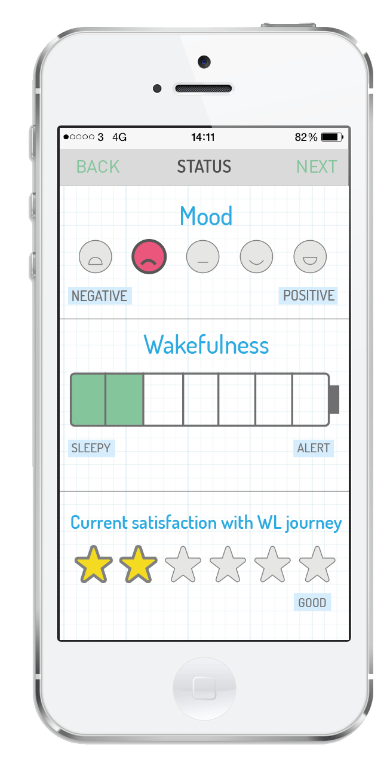 3 4G 14:11 82%
BACK STATUS NEXT
Mood
NEGATIVE POSITIVE
Wakefulness
SLEEPY ALERT
Current satisfaction with WL journey
GOOD